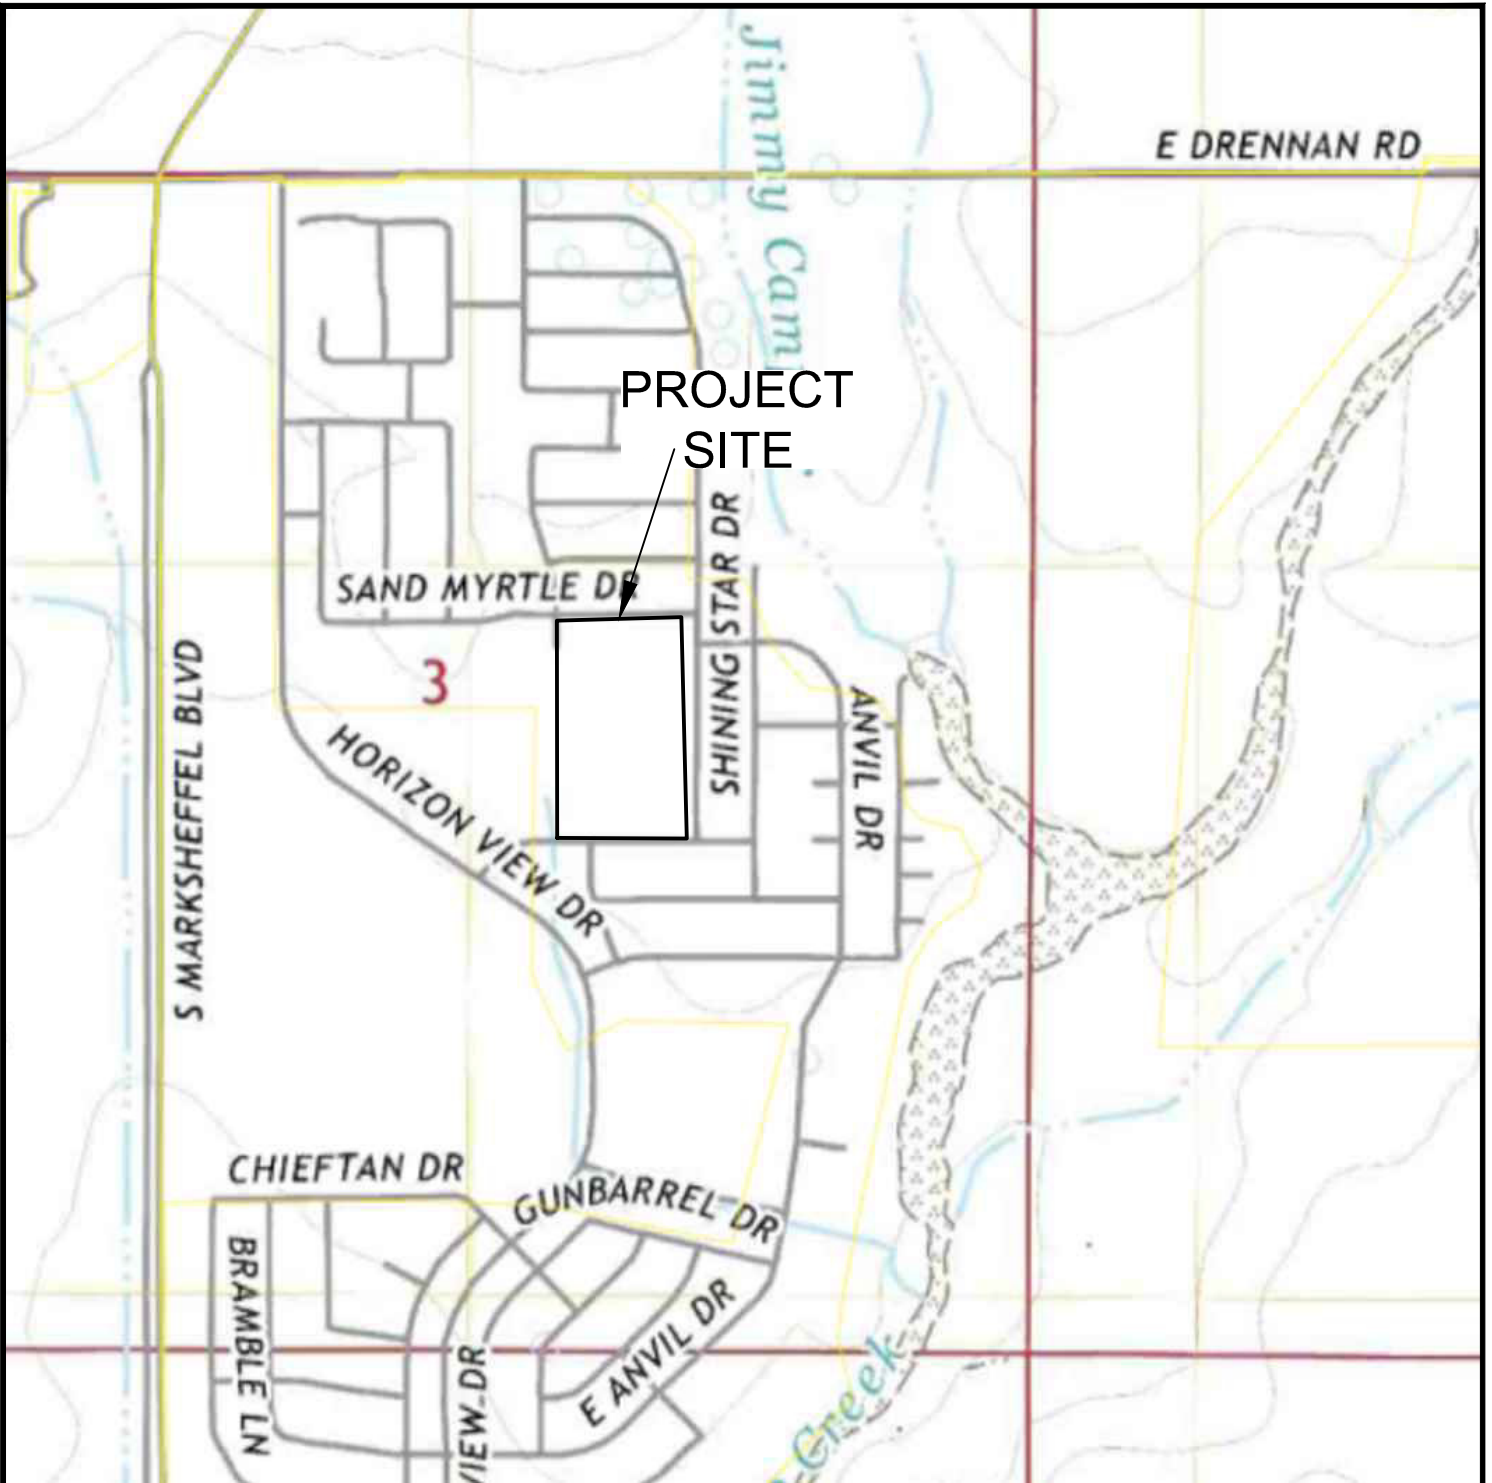 Jimmy Cam
E DRENNAN RD
PROJECT
SITE
SAND MYRTLE DR
SHINING STAR DR
3
S MARKSHEFFEL BLVD
HORIZON VIEW DR
ANVIL DR
CHIEFTAN DR
GUNBARREL DR
BRAMBLE LN
VIEW DR
E ANVIL DR
Creek